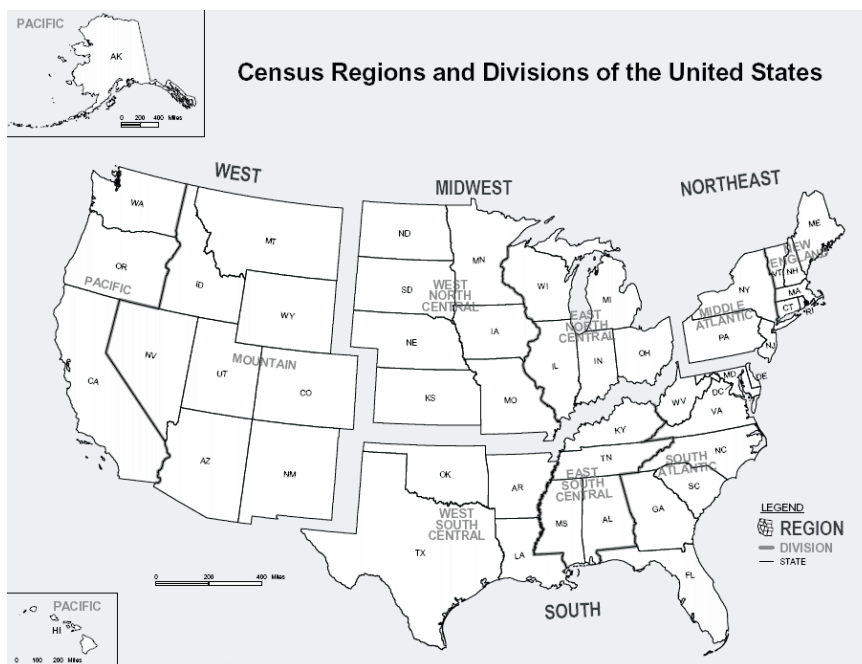 PACIFIC
AK
0 200 400 Miles
Census Regions and Divisions of the United States
WEST
MIDWEST
NORTHEAST
WA
MT
ND
MN
ME
OR
ID
SD
WI
MI
NY
VT
NH
NEW
ENGLAND
MA
CT
RI
PACIFIC
WY
WEST
NORTH
CENTRAL
EAST
NORTH
CENTRAL
MIDDLE
ATLANTIC
PA
NJ
NV
UT
MOUNTAIN
CO
NE
IA
IL
IN
OH
CA
KS
MO
WV
MD
DE
DC
VA
KY
AZ
NM
OK
AR
TN
NC
SOUTH
ATLANTIC
SC
EAST
SOUTH
CENTRAL
WEST
SOUTH
CENTRAL
TX
LA
MS
AL
GA
FL
LEGEND
REGION
DIVISION
STATE
0 200 400 Miles
SOUTH
PACIFIC
HI
0 100 200 Miles